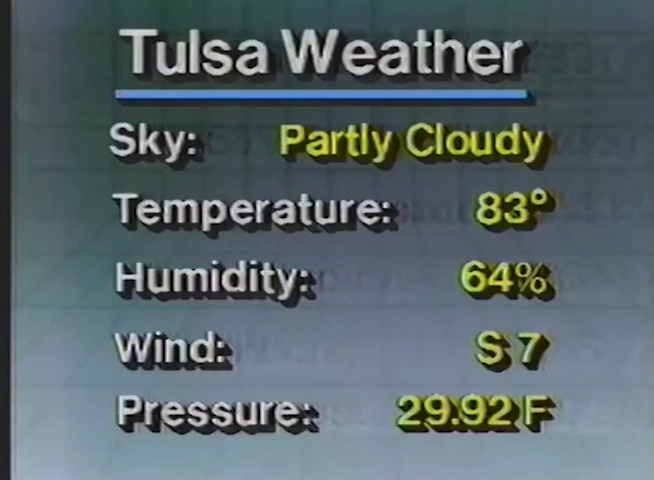 Tulsa Weather
Sky: Partly Cloudy
Temperature: 83°
Humidity: 64%
Wind: S 7
Pressure: 29.92 F